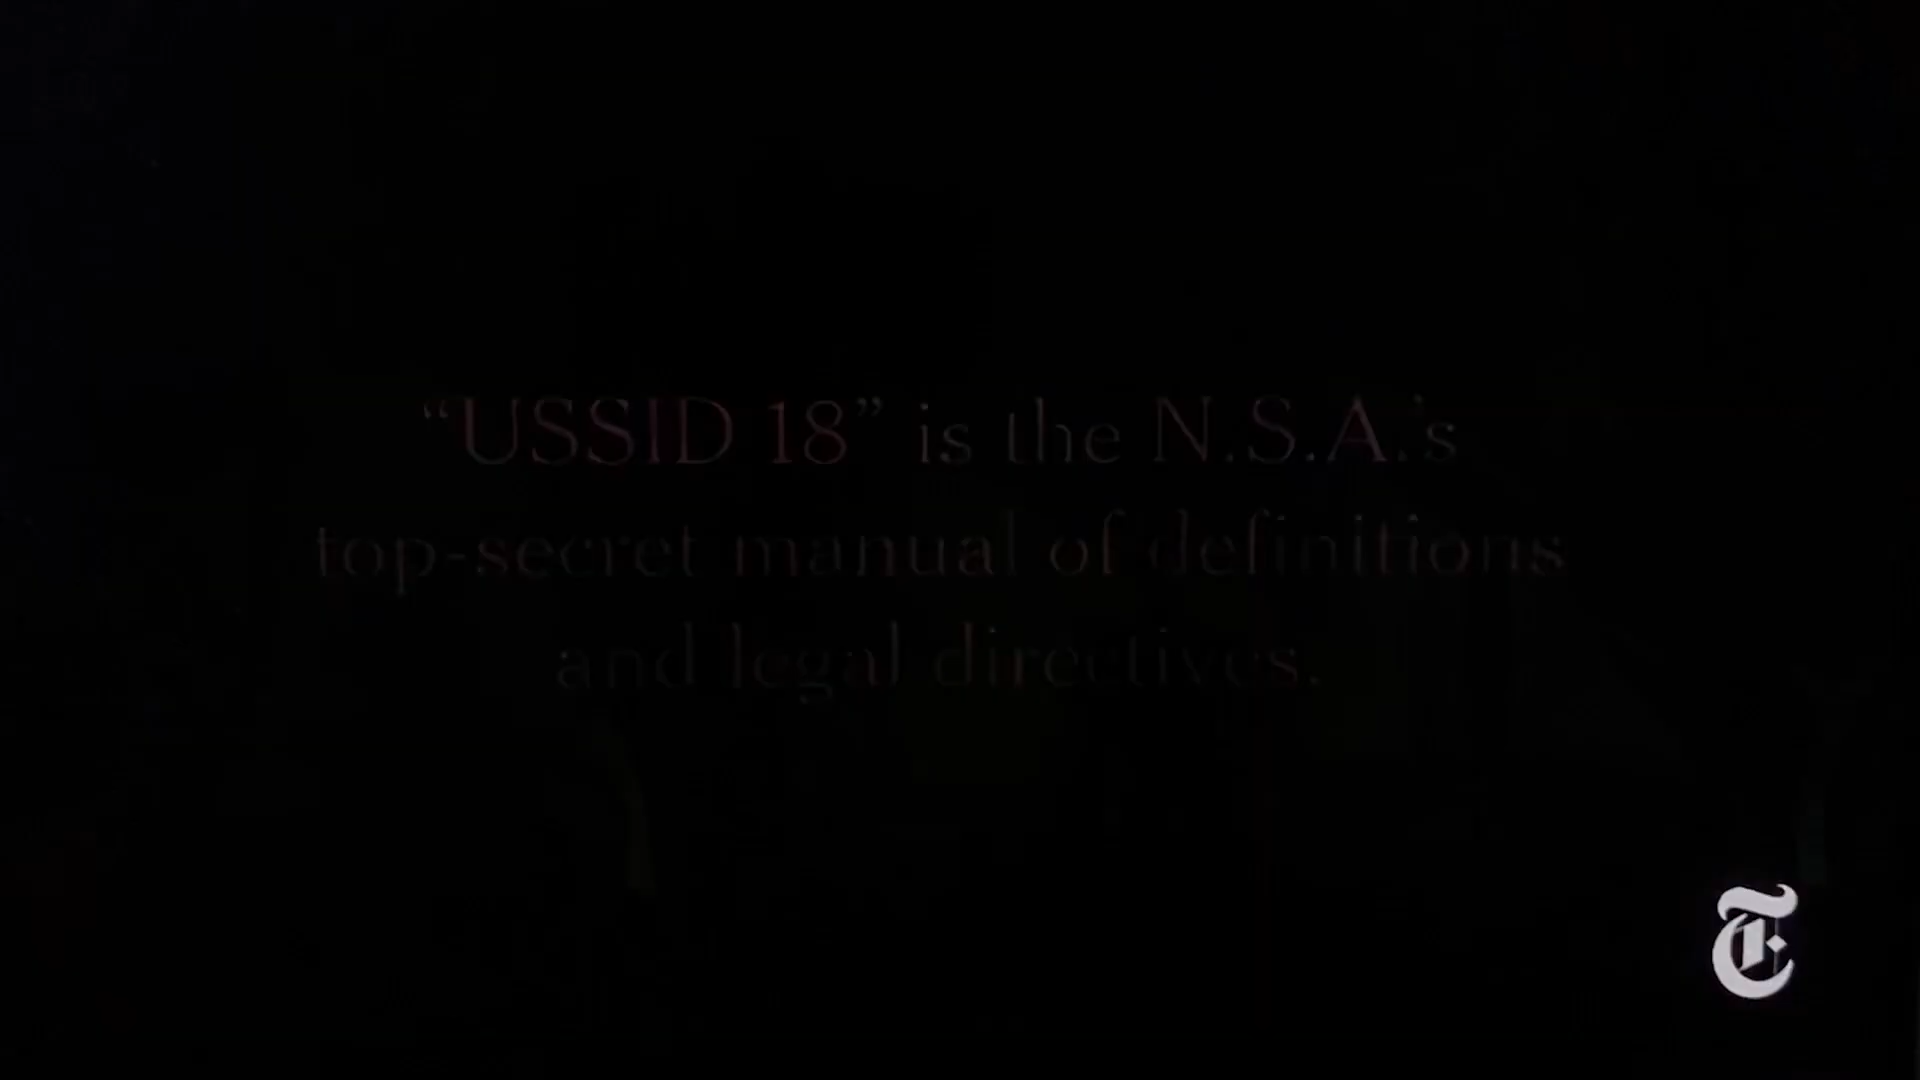 “USSID 18” is the N.S.A.’s
top-secret manual of definitions
and legal directives.
T